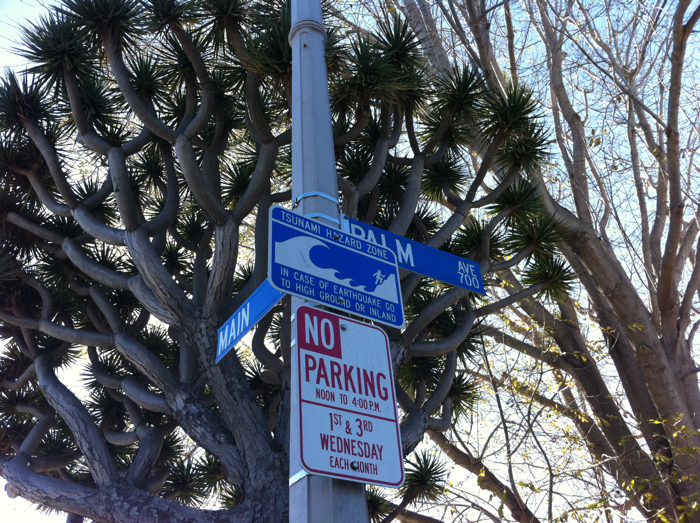 PALM AVE
700
TSUNAMI HAZARD ZONE
IN CASE OF EARTHQUAKE GO
TO HIGH GROUND OR INLAND
MAIN
NO
PARKING
NOON TO 4:00 P.M.
1ST & 3RD
WEDNESDAY
EACH MONTH